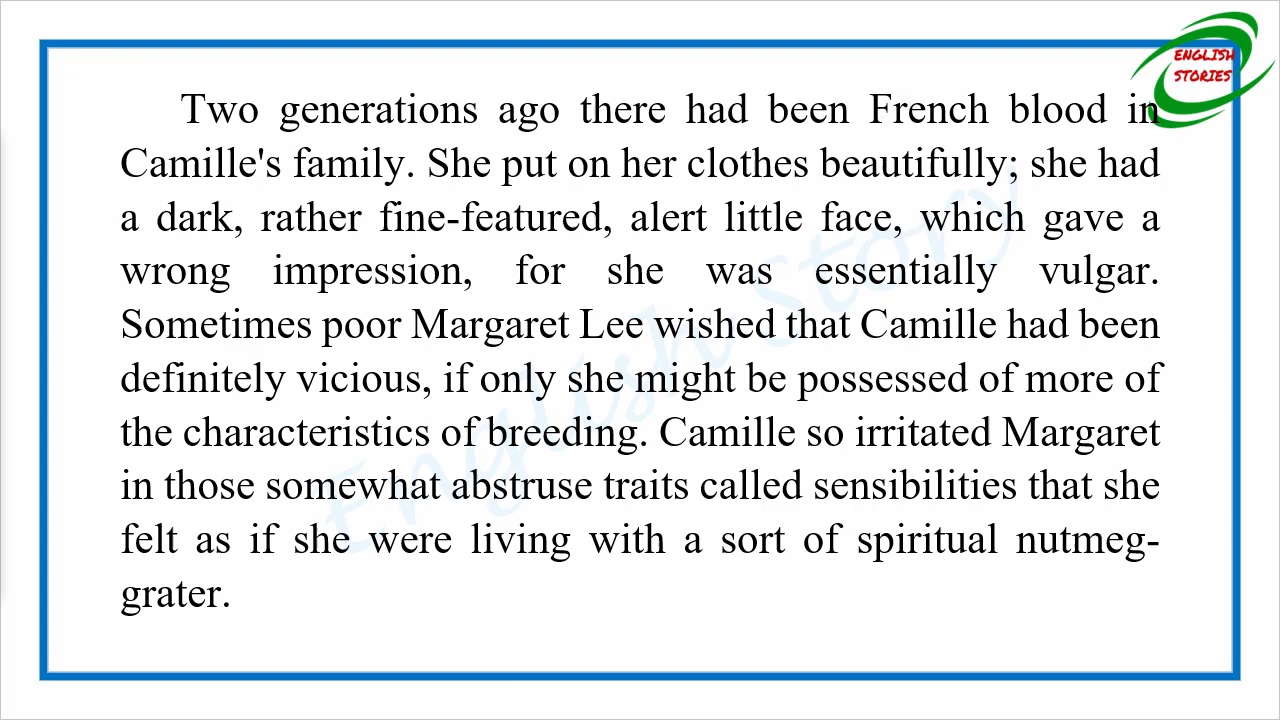 ENGLISH
STORIES
Two generations ago there had been French blood in
Camille's family. She put on her clothes beautifully; she had
a dark, rather fine-featured, alert little face, which gave a
wrong impression, for she was essentially vulgar.
Sometimes poor Margaret Lee wished that Camille had been
definitely vicious, if only she might be possessed of more of
the characteristics of breeding. Camille so irritated Margaret
in those somewhat abstruse traits called sensibilities that she
felt as if she were living with a sort of spiritual nutmeg-
grater.
English Story